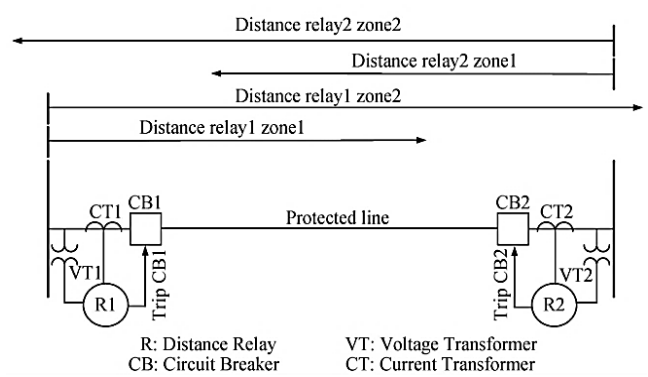 Distance relay2 zone2
Distance relay2 zone1
Distance relay1 zone2
Distance relay1 zone1
CT1
CB1
Protected line
CB2
CT2
VT1
Trip CB1
Trip CB2
VT2
R1
R2
R: Distance Relay
VT: Voltage Transformer
CB: Circuit Breaker
CT: Current Transformer